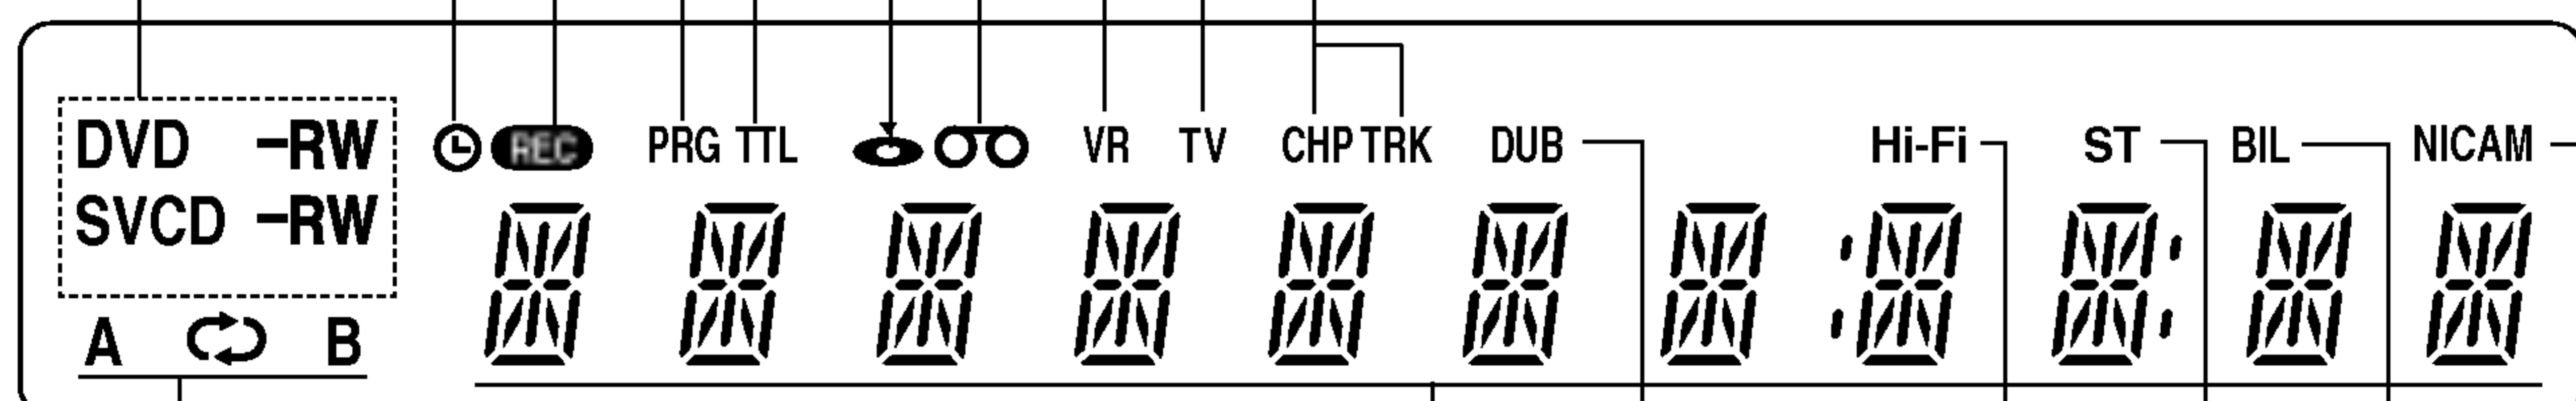 DVD -RW REC PRG TTL VR TV CHP TRK DUB Hi-Fi ST BIL NICAM
SVCD -RW
A B